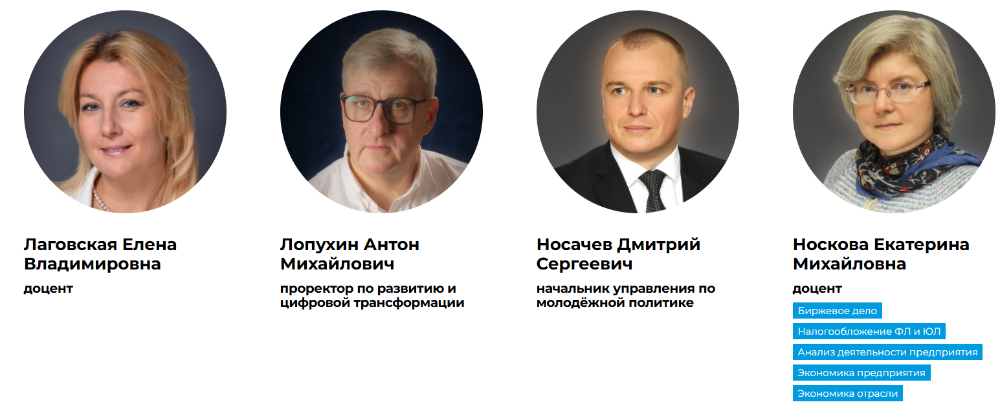 Лаговская Елена
Владимировна
доцент
Лопухин Антон
Михайлович
проректор по развитию и
цифровой трансформации
Носачев Дмитрий
Сергеевич
начальник управления по
молодёжной политике
Носкова Екатерина
Михайловна
доцент
Биржевое дело
Налогообложение ФЛ и ЮЛ
Анализ деятельности предприятия
Экономика предприятия
Экономика отрасли